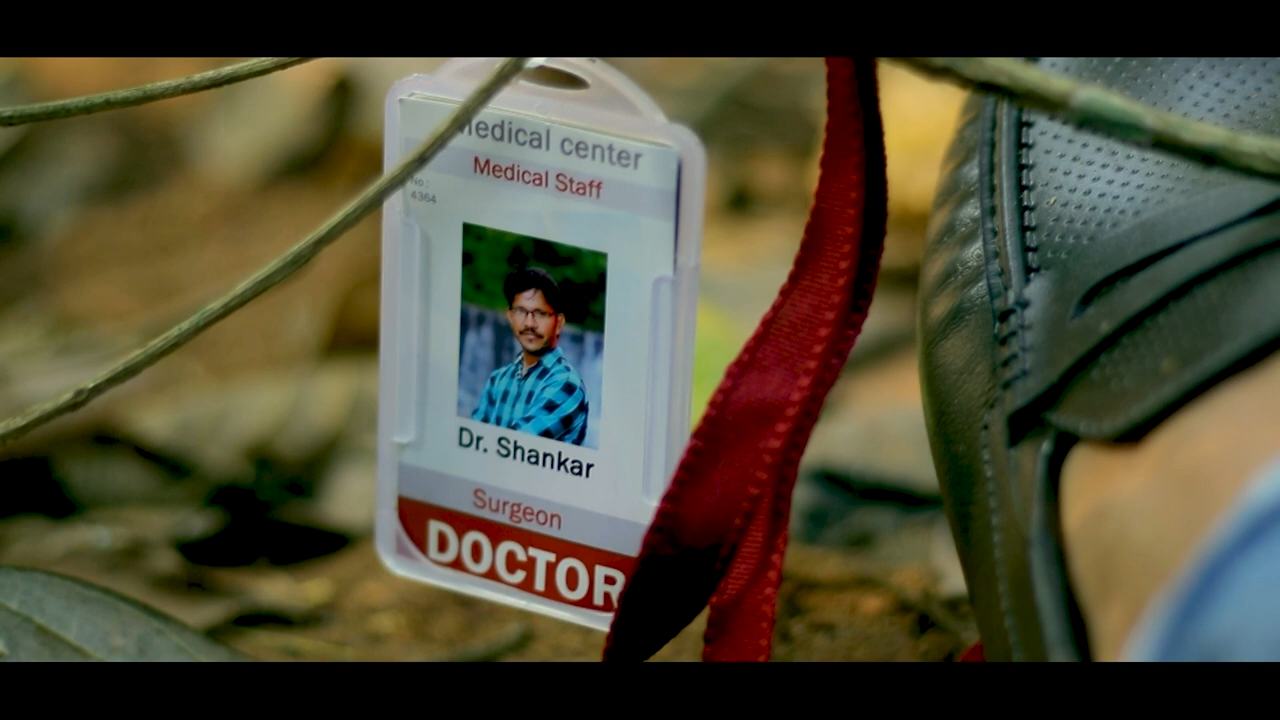 Medical center
Medical Staff
No :
4364
Dr. Shankar
Surgeon
DOCTOR